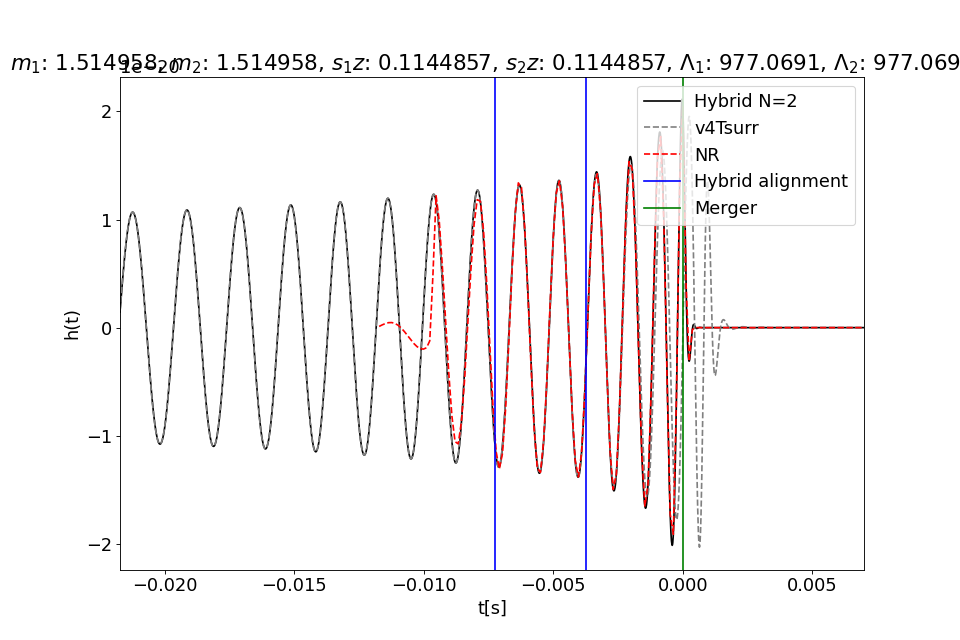 m₁: 1.514958, m₂: 1.514958, s₁z: 0.1144857, s₂z: 0.1144857, Λ₁: 977.0691, Λ₂: 977.069
1e−20
Hybrid N=2
v4Tsurr
NR
Hybrid alignment
Merger
2
1
0
−1
−2
h(t)
−0.020 −0.015 −0.010 −0.005 0.000 0.005
t[s]